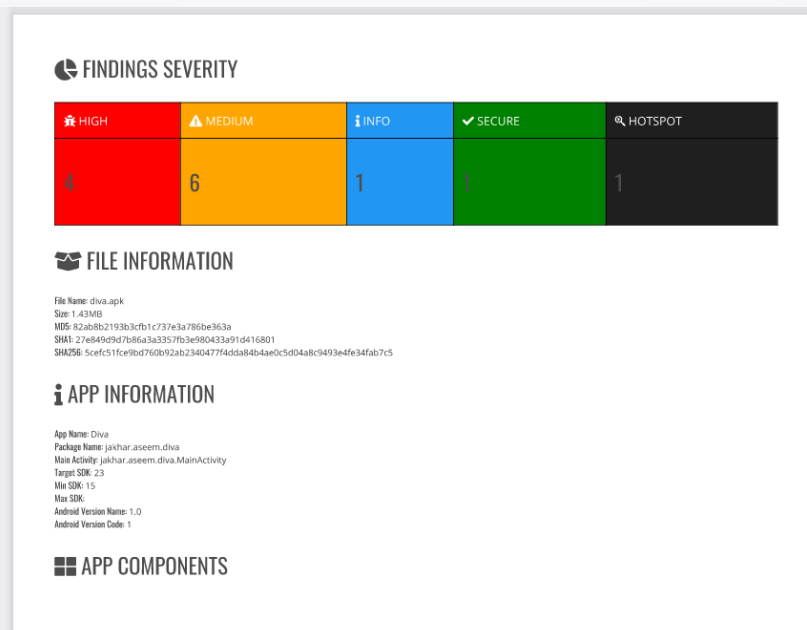 FINDINGS SEVERITY
HIGH MEDIUM INFO SECURE HOTSPOT
4 6 1 1 1
FILE INFORMATION
File Name: diva.apk
Size: 1.43MB
MD5: 82ab8b2193b3cfb1c737e3a786be363a
SHA1: 27e849d9d7b86a3a3357fb3e980433a91d416801
SHA256: 5cefc51fce9bd760b92ab2340477f4dda84b4ae0c5d04a8c9493e4fe34fab7c5
APP INFORMATION
App Name: Diva
Package Name: jakhar.aseem.diva
Main Activity: jakhar.aseem.diva.MainActivity
Target SDK: 23
Min SDK: 15
Max SDK:
Android Version Name: 1.0
Android Version Code: 1
APP COMPONENTS